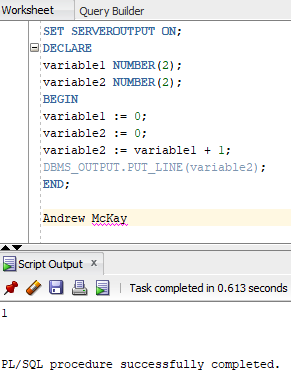 Worksheet Query Builder
SET SERVEROUTPUT ON;
DECLARE
variable1 NUMBER(2);
variable2 NUMBER(2);
BEGIN
variable1 := 0;
variable2 := 0;
variable2 := variable1 + 1;
DBMS_OUTPUT.PUT_LINE(variable2);
END;
Andrew McKay
Script Output x
Task completed in 0.613 seconds
1
PL/SQL procedure successfully completed.